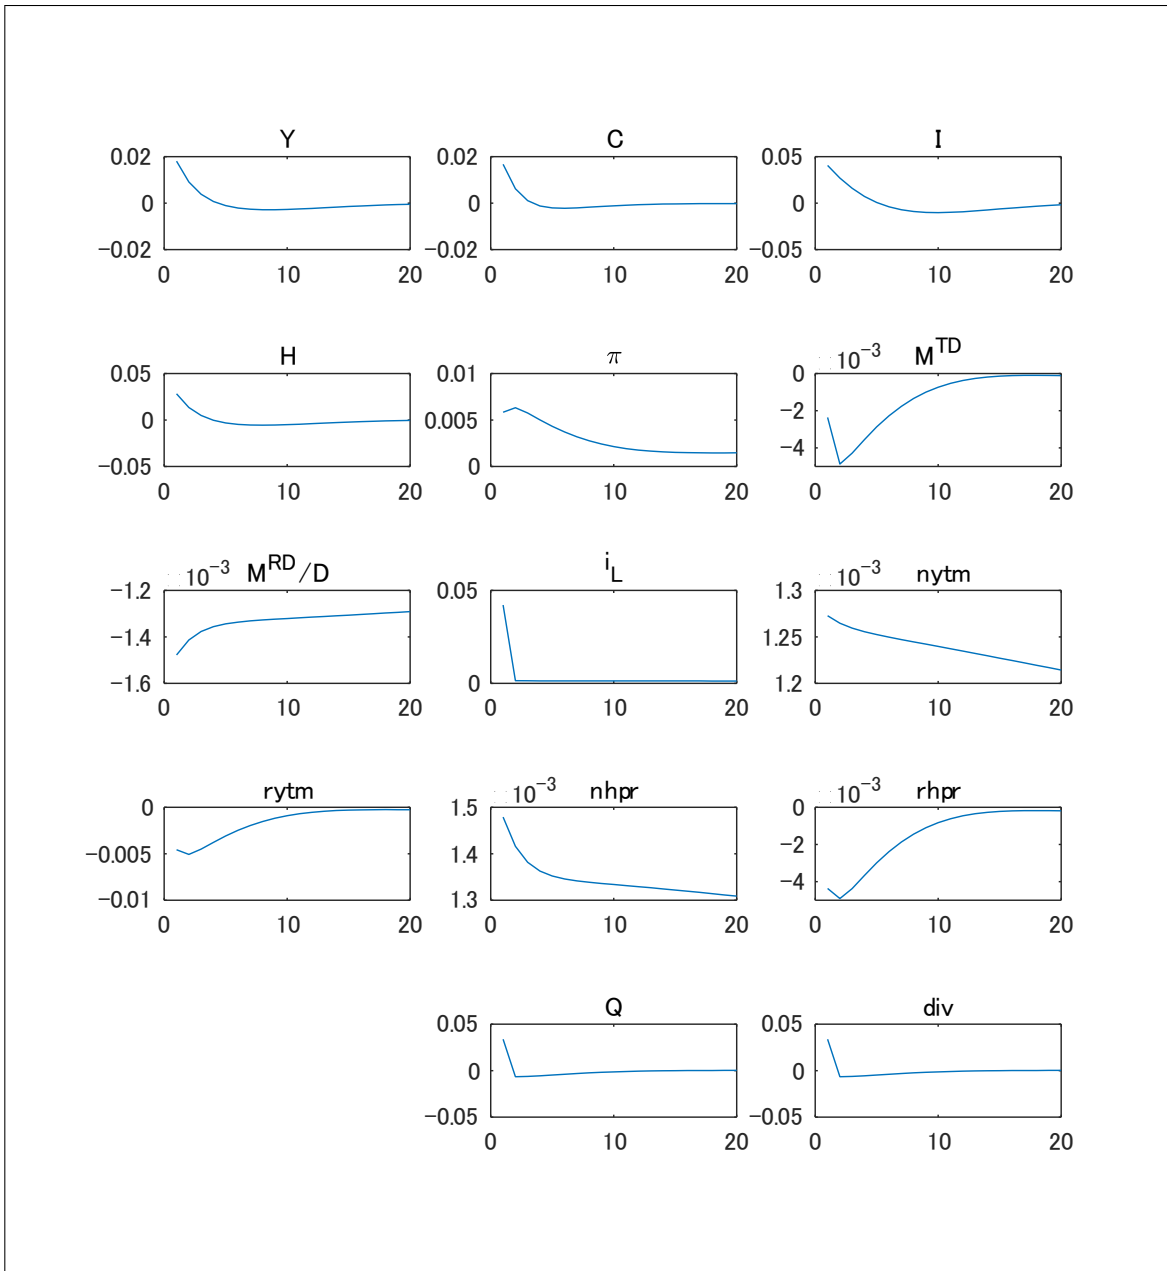 Y C I
0.02 0.02 0.05
0 0 0
−0.02 −0.02 −0.05
0 10 20 0 10 20 0 10 20
H π 10⁻³ M^TD
0.05 0.01 0
0 0.005 −2
−0.05 0 −4
0 10 20 0 10 20 0 10 20
10⁻³ M^RD/D i_L 10⁻³ nytm
−1.2 0.05 1.3
−1.4 1.25
−1.6 0 1.2
0 10 20 0 10 20 0 10 20
rytm 10⁻³ nhpr 10⁻³ rhpr
0 1.5 0
−0.005 1.4 −2
−0.01 1.3 −4
0 10 20 0 10 20 0 10 20
Q div
0.05 0.05
0 0
−0.05 −0.05
0 10 20 0 10 20